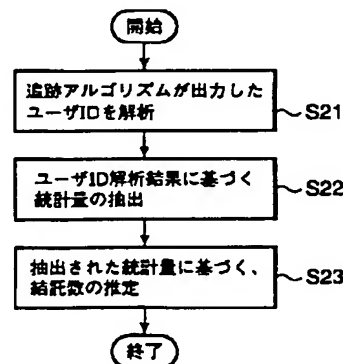 開始
追跡アルゴリズムが出力した
ユーザIDを解析
S21
ユーザID解析結果に基づく
統計量の抽出
S22
抽出された統計量に基づく、
結託数の推定
S23
終了